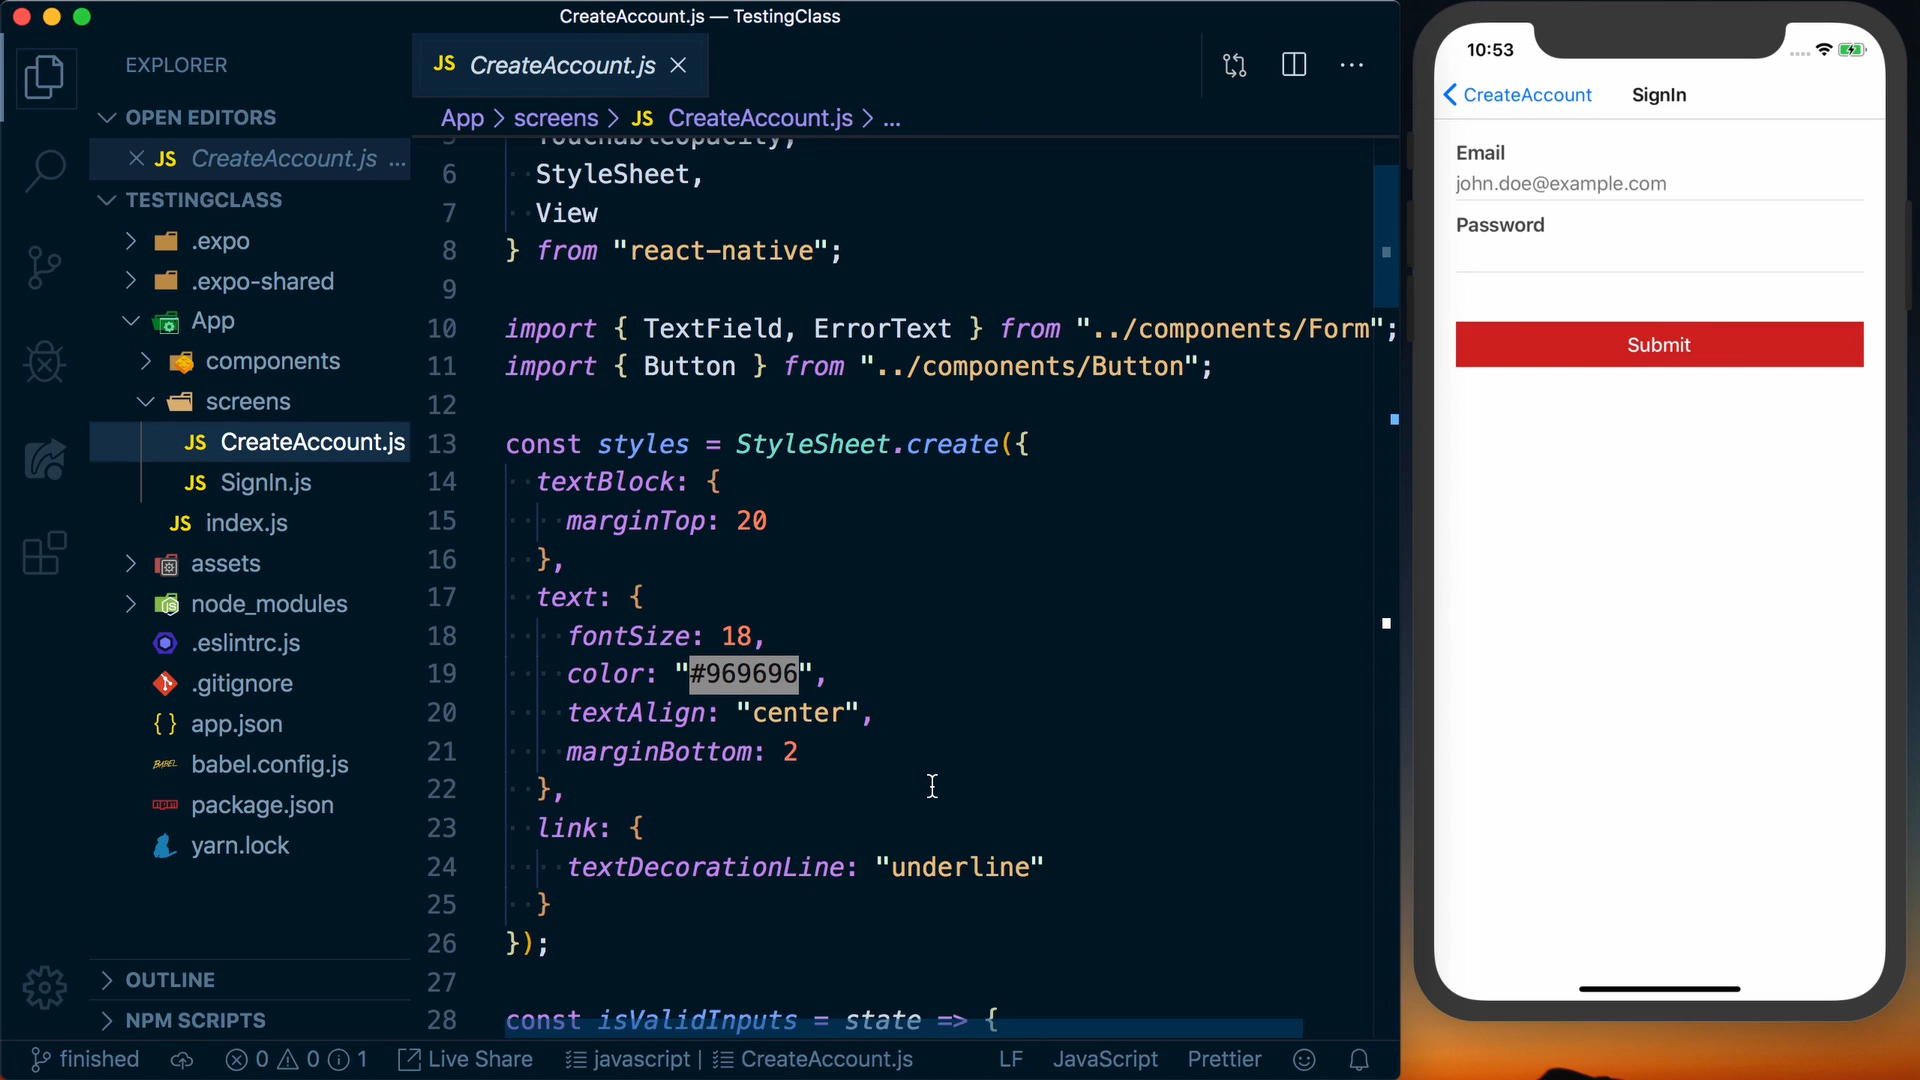 CreateAccount.js — TestingClass
EXPLORER
OPEN EDITORS
JS CreateAccount.js ...
TESTINGCLASS
.expo
.expo-shared
App
components
screens
JS CreateAccount.js
JS SignIn.js
JS index.js
assets
node_modules
.eslintrc.js
.gitignore
{ } app.json
BABEL babel.config.js
npm package.json
yarn.lock
OUTLINE
NPM SCRIPTS
JS CreateAccount.js
App > screens > JS CreateAccount.js > ...
5 TouchableOpacity,
6 StyleSheet,
7 View
8 } from "react-native";
9
10 import { TextField, ErrorText } from "../components/Form";
11 import { Button } from "../components/Button";
12
13 const styles = StyleSheet.create({
14 textBlock: {
15 marginTop: 20
16 },
17 text: {
18 fontSize: 18,
19 color: "#969696",
20 textAlign: "center",
21 marginBottom: 2
22 },
23 link: {
24 textDecorationLine: "underline"
25 }
26 });
27
28 const isValidInputs = state => {
finished 0 0 1 Live Share javascript | CreateAccount.js LF JavaScript Prettier
10:53
CreateAccount SignIn
Email
john.doe@example.com
Password
Submit